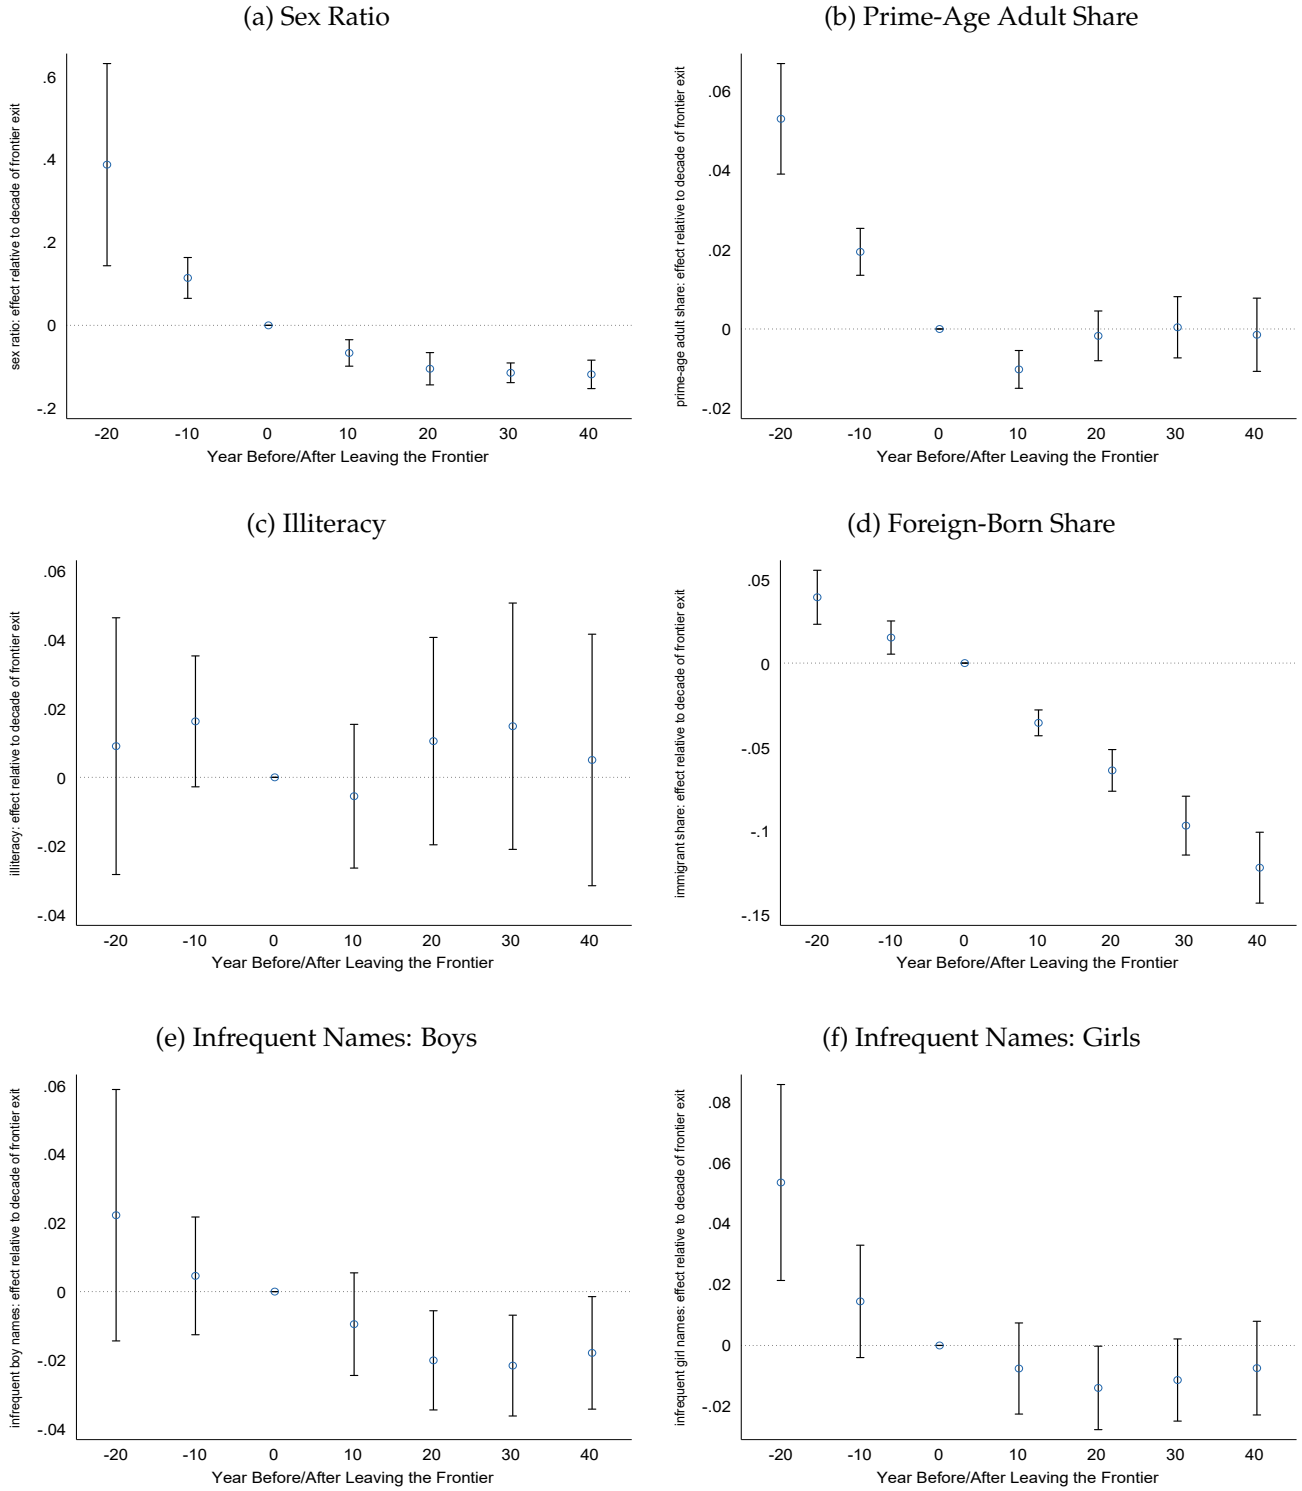 (a) Sex Ratio
sex ratio: effect relative to decade of frontier exit
.6
.4
.2
0
-.2
-20 -10 0 10 20 30 40
Year Before/After Leaving the Frontier
(b) Prime-Age Adult Share
prime-age adult share: effect relative to decade of frontier exit
.06
.04
.02
0
-.02
-20 -10 0 10 20 30 40
Year Before/After Leaving the Frontier
(c) Illiteracy
illiteracy: effect relative to decade of frontier exit
.06
.04
.02
0
-.02
-.04
-20 -10 0 10 20 30 40
Year Before/After Leaving the Frontier
(d) Foreign-Born Share
immigrant share: effect relative to decade of frontier exit
.05
0
-.05
-.1
-.15
-20 -10 0 10 20 30 40
Year Before/After Leaving the Frontier
(e) Infrequent Names: Boys
infrequent boy names: effect relative to decade of frontier exit
.06
.04
.02
0
-.02
-.04
-20 -10 0 10 20 30 40
Year Before/After Leaving the Frontier
(f) Infrequent Names: Girls
infrequent girl names: effect relative to decade of frontier exit
.08
.06
.04
.02
0
-.02
-20 -10 0 10 20 30 40
Year Before/After Leaving the Frontier